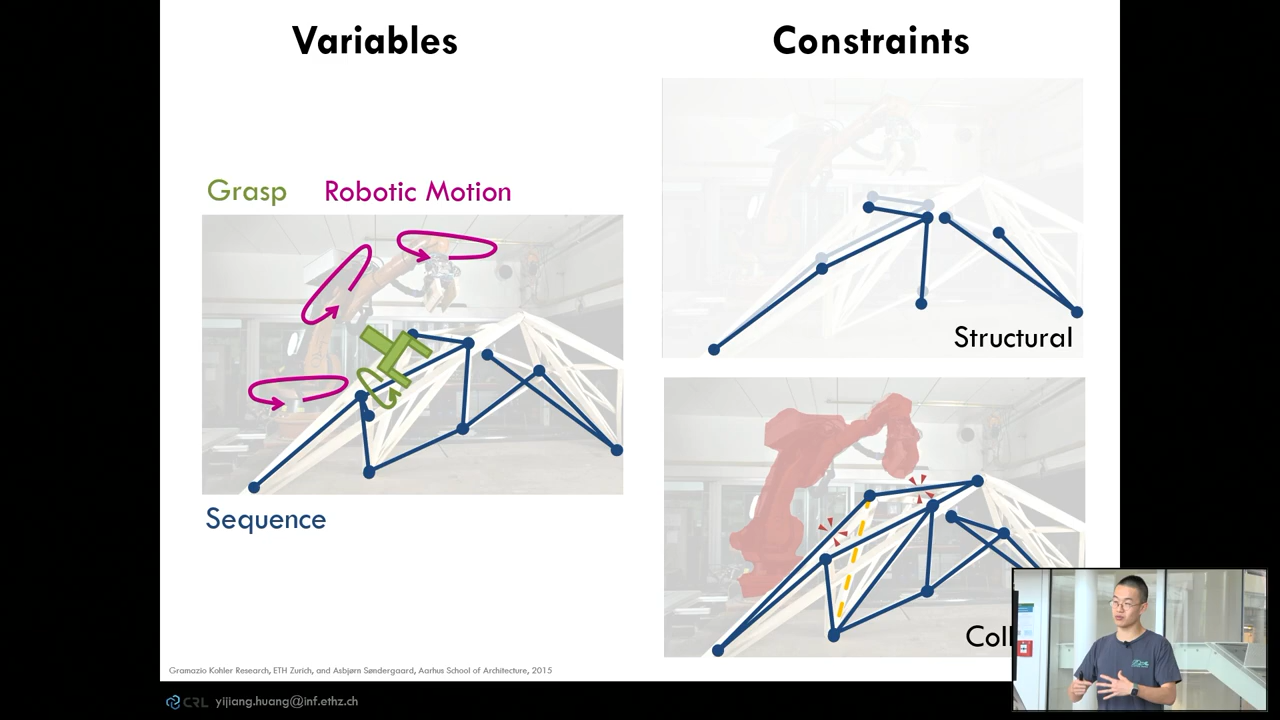 Variables
Constraints
Grasp
Robotic Motion
Structural
Sequence
Coll
Gramazio Kohler Research, ETH Zurich, and Asbjørn Søndergaard, Aarhus School of Architecture, 2015
CRL yijiang.huang@inf.ethz.ch